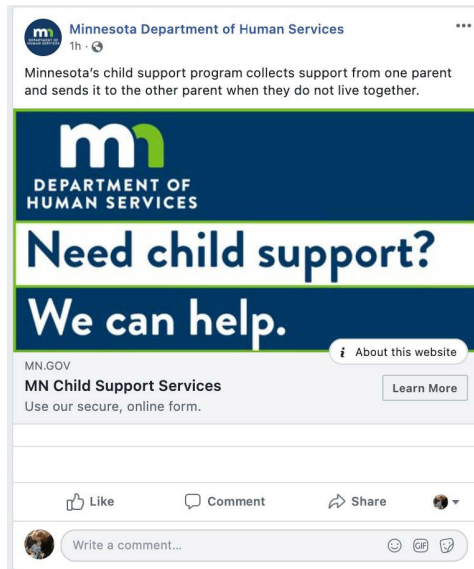 Minnesota Department of Human Services
1h ·
Minnesota's child support program collects support from one parent
and sends it to the other parent when they do not live together.
mn
DEPARTMENT OF
HUMAN SERVICES
Need child support?
We can help.
i About this website
MN.GOV
MN Child Support Services
Learn More
Use our secure, online form.
Like Comment Share
Write a comment...
GIF